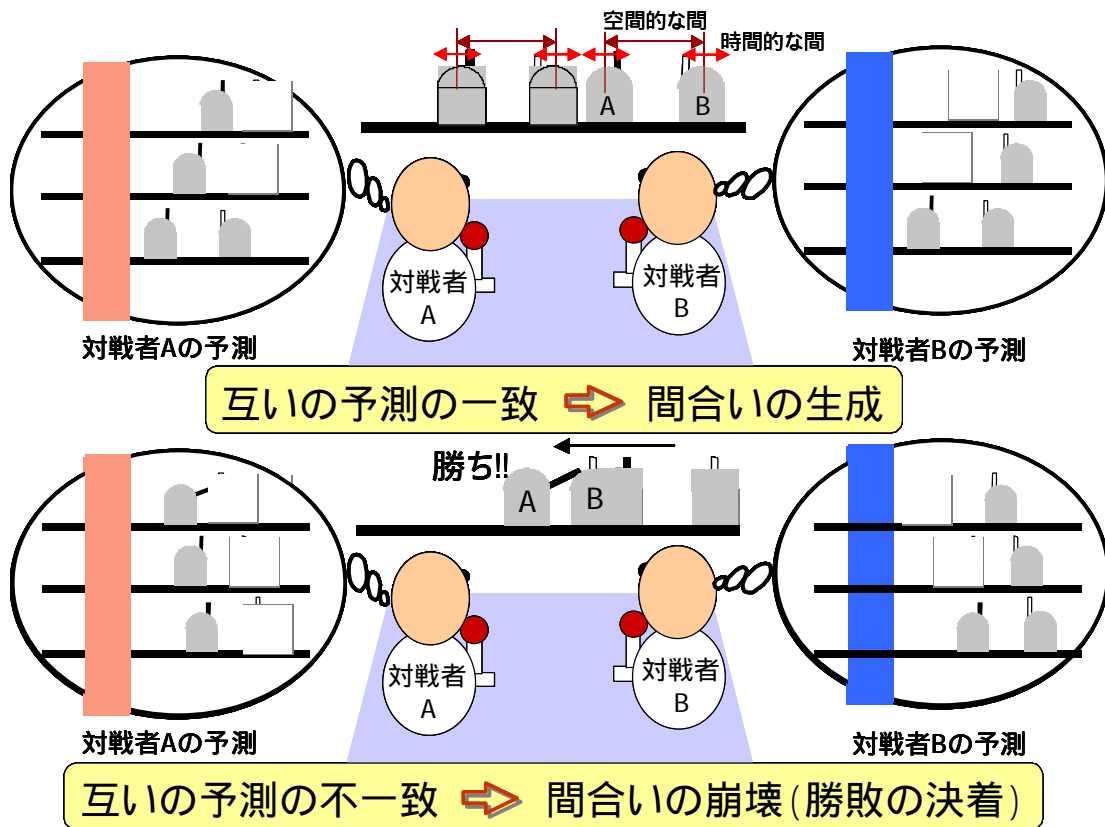 空間的な間
時間的な間
A
B
対戦者
A
対戦者
B
対戦者Aの予測
対戦者Bの予測
互いの予測の一致 ⇨ 間合いの生成
勝ち!!
A
B
対戦者
A
対戦者
B
対戦者Aの予測
対戦者Bの予測
互いの予測の不一致 ⇨ 間合いの崩壊(勝敗の決着)